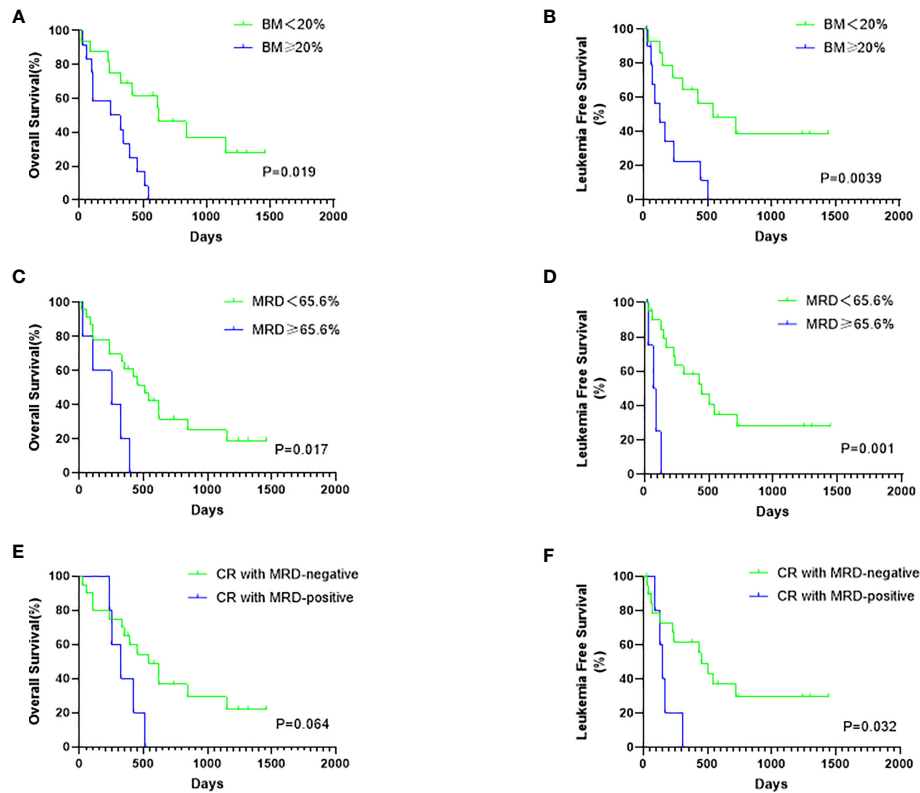 A
BM<20%
BM≥20%
100
80
60
40
20
0
Overall Survival(%)
P=0.019
0 500 1000 1500 2000
Days
B
BM<20%
BM≥20%
100
80
60
40
20
0
Leukemia Free Survival
(%)
P=0.0039
0 500 1000 1500 2000
Days
C
MRD<65.6%
MRD≥65.6%
100
80
60
40
20
0
Overall Survival(%)
P=0.017
0 500 1000 1500 2000
Days
D
MRD<65.6%
MRD≥65.6%
100
80
60
40
20
0
Leukemia Free Survival
(%)
P=0.001
0 500 1000 1500 2000
Days
E
CR with MRD-negative
CR with MRD-positive
100
80
60
40
20
0
Overall Survival(%)
P=0.064
0 500 1000 1500 2000
Days
F
CR with MRD-negative
CR with MRD-positive
100
80
60
40
20
0
Leukemia Free Survival
(%)
P=0.032
0 500 1000 1500 2000
Days